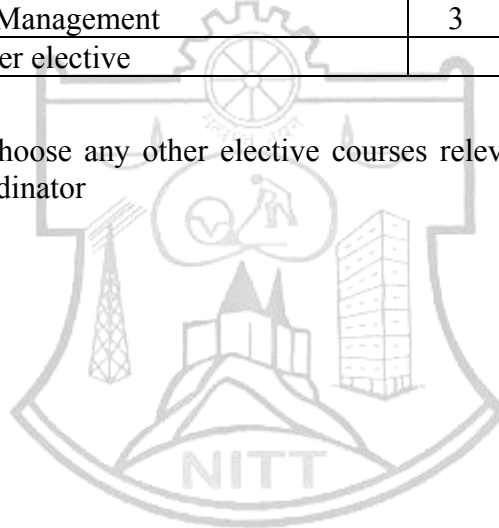 Management 3
er elective
hoose any other elective courses relev
dinator
NITT